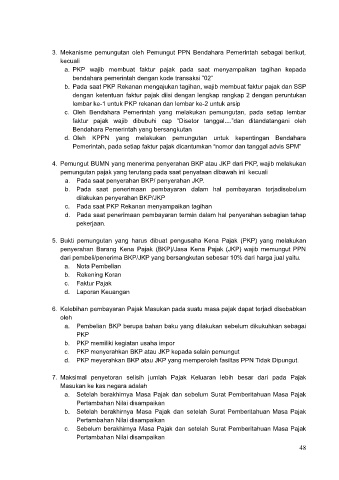 3. Mekanisme pemungutan oleh Pemungut PPN Bendahara Pemerintah sebagai berikut,
kecuali
a. PKP wajib membuat faktur pajak pada saat menyampaikan tagihan kepada
bendahara pemerintah dengan kode transaksi "02"
b. Pada saat PKP Rekanan mengajukan tagihan, wajib membuat faktur pajak dan SSP
dengan ketentuan faktur pajak diisi dengan lengkap rangkap 2 dengan peruntukan
lembar ke-1 untuk PKP rekanan dan lembar ke-2 untuk arsip
c. Oleh Bendahara Pemerintah yang melakukan pemungutan, pada setiap lembar
faktur pajak wajib dibubuhi cap "Disetor tanggal...."dan ditandatangani oleh
Bendahara Pemerintah yang bersangkutan
d. Oleh KPPN yang melakukan pemungutan untuk kepentingan Bendahara
Pemerintah, pada setiap faktur pajak dicantumkan "nomor dan tanggal advis SPM"
4. Pemungut BUMN yang menerima penyerahan BKP atau JKP dari PKP, wajib melakukan
pemungutan pajak yang terutang pada saat penyataan dibawah ini kecuali
a. Pada saat penyerahan BKP/ penyerahan JKP.
b. Pada saat penerimaan pembayaran dalam hal pembayaran terjadisebelum
dilakukan penyerahan BKP/JKP
c. Pada saat PKP Rekanan menyampaikan tagihan
d. Pada saat penerimaan pembayaran termin dalam hal penyerahan sebagian tahap
pekerjaan.
5. Bukti pemungutan yang harus dibuat pengusaha Kena Pajak (PKP) yang melakukan
penyerahan Barang Kena Pajak (BKP)/Jasa Kena Pajak (JKP) wajib memungut PPN
dari pembeli/penerima BKP/JKP yang bersangkutan sebesar 10% dari harga jual yaitu.
a. Nota Pembelian
b. Rekening Koran
c. Faktur Pajak
d. Laporan Keuangan
6. Kelebihan pembayaran Pajak Masukan pada suatu masa pajak dapat terjadi disebabkan
oleh
a. Pembelian BKP berupa bahan baku yang dilakukan sebelum dikukuhkan sebagai
PKP
b. PKP memiliki kegiatan usaha impor
c. PKP menyerahkan BKP atau JKP kepada selain pemungut
d. PKP meyerahkan BKP atau JKP yang memperoleh fasiltas PPN Tidak Dipungut
7. Maksimal penyetoran selisih jumlah Pajak Keluaran lebih besar dari pada Pajak
Masukan ke kas negara adalah
a. Setelah berakhirnya Masa Pajak dan sebelum Surat Pemberitahuan Masa Pajak
Pertambahan Nilai disampaikan
b. Setelah berakhirnya Masa Pajak dan setelah Surat Pemberitahuan Masa Pajak
Pertambahan Nilai disampaikan
c. Sebelum berakhirnya Masa Pajak dan setelah Surat Pemberitahuan Masa Pajak
Pertambahan Nilai disampaikan
48